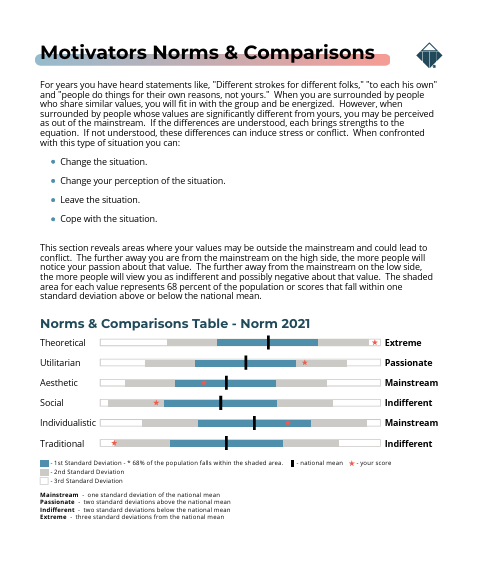 Motivators Norms & Comparisons
For years you have heard statements like, "Different strokes for different folks," "to each his own"
and "people do things for their own reasons, not yours." When you are surrounded by people
who share similar values, you will fit in with the group and be energized. However, when
surrounded by people whose values are significantly different from yours, you may be perceived
as out of the mainstream. If the differences are understood, each brings strengths to the
equation. If not understood, these differences can induce stress or conflict. When confronted
with this type of situation you can:
Change the situation.
Change your perception of the situation.
Leave the situation.
Cope with the situation.
This section reveals areas where your values may be outside the mainstream and could lead to
conflict. The further away you are from the mainstream on the high side, the more people will
notice your passion about that value. The further away from the mainstream on the low side,
the more people will view you as indifferent and possibly negative about that value. The shaded
area for each value represents 68 percent of the population or scores that fall within one
standard deviation above or below the national mean.
Norms & Comparisons Table - Norm 2021
Theoretical Extreme
Utilitarian Passionate
Aesthetic Mainstream
Social Indifferent
Individualistic Mainstream
Traditional Indifferent
- 1st Standard Deviation - * 68% of the population falls within the shaded area. - national mean - your score
- 2nd Standard Deviation
- 3rd Standard Deviation
Mainstream - one standard deviation of the national mean
Passionate - two standard deviations above the national mean
Indifferent - two standard deviations below the national mean
Extreme - three standard deviations from the national mean